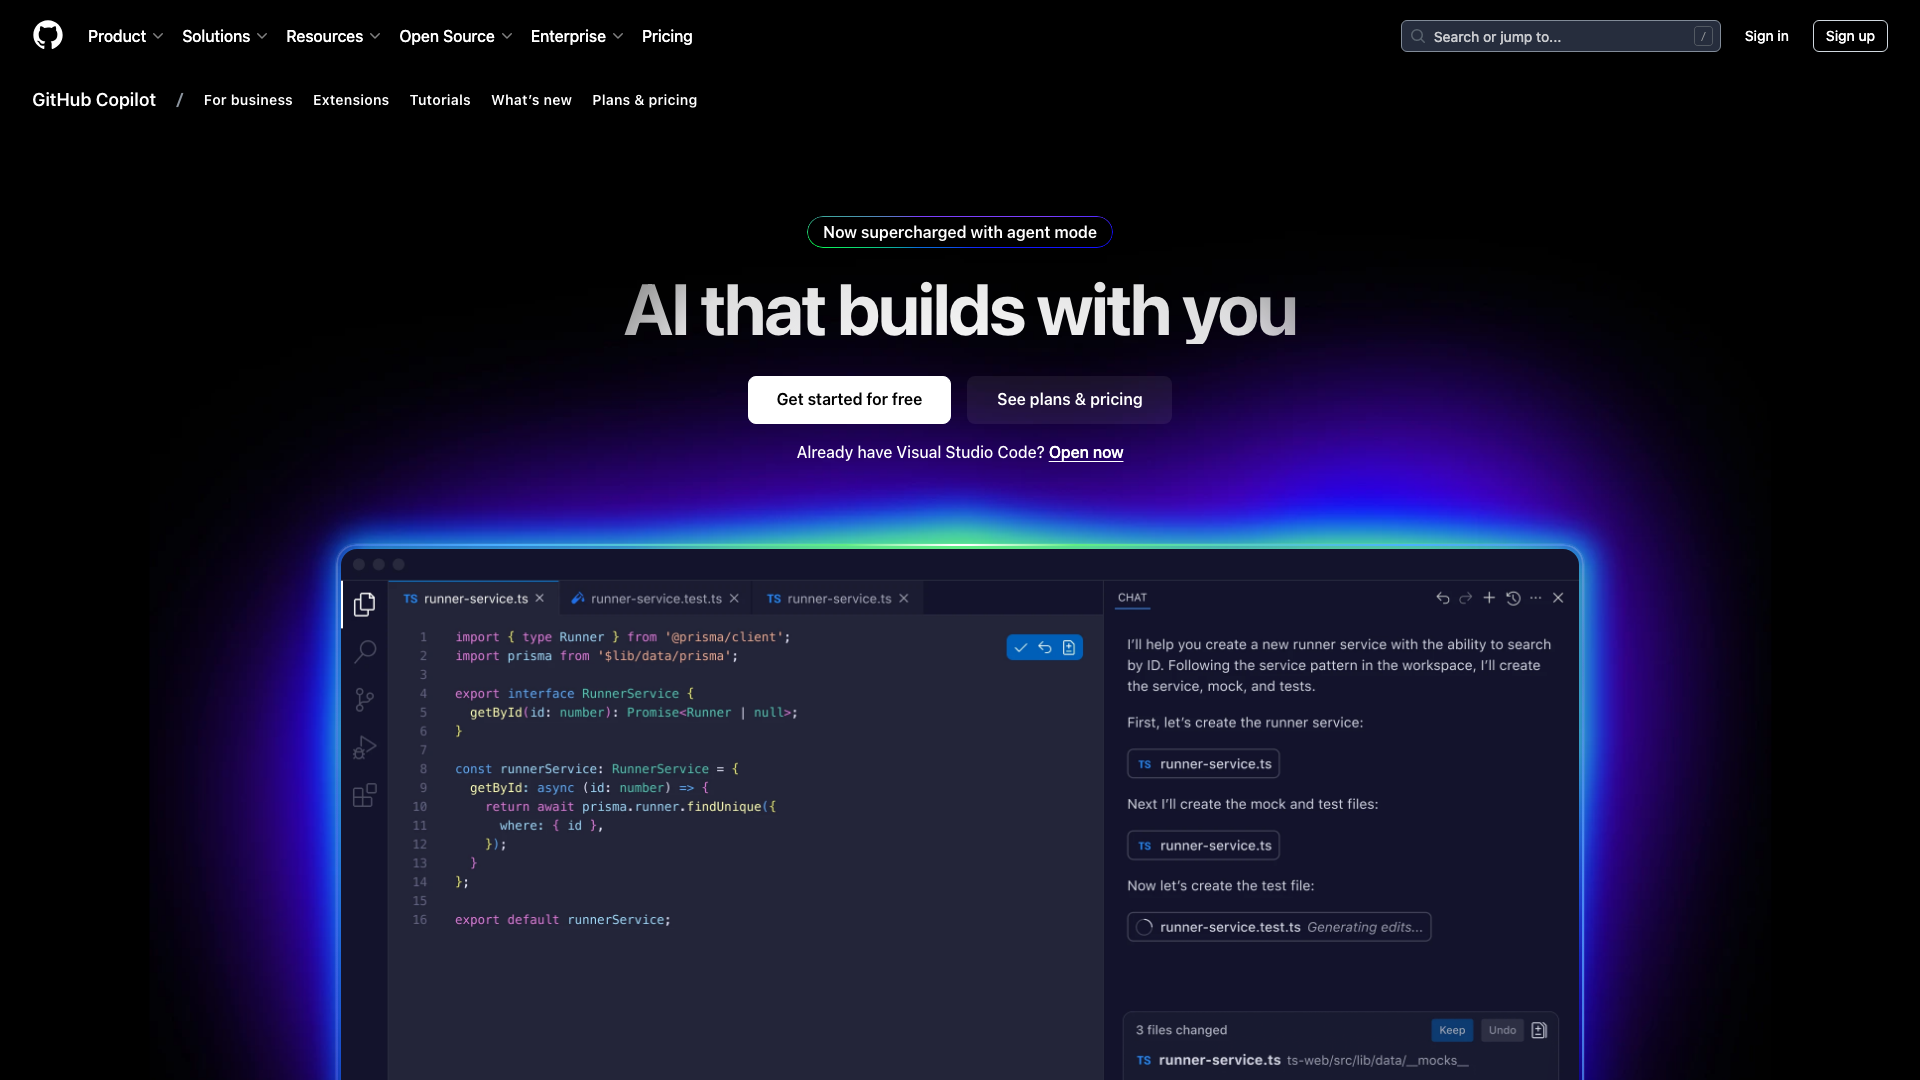 Product Solutions Resources Open Source Enterprise Pricing Search or jump to... / Sign in Sign up
GitHub Copilot / For business Extensions Tutorials What's new Plans & pricing
Now supercharged with agent mode
AI that builds with you
Get started for free See plans & pricing
Already have Visual Studio Code? Open now
TS runner-service.ts runner-service.test.ts TS runner-service.ts
1 import { type Runner } from '@prisma/client';
2 import prisma from '$lib/data/prisma';
3
4 export interface RunnerService {
5 getById(id: number): Promise<Runner | null>;
6 }
7
8 const runnerService: RunnerService = {
9 getById: async (id: number) => {
10 return await prisma.runner.findUnique({
11 where: { id },
12 });
13 }
14 };
15
16 export default runnerService;
CHAT
I'll help you create a new runner service with the ability to search
by ID. Following the service pattern in the workspace, I'll create
the service, mock, and tests.
First, let's create the runner service:
TS runner-service.ts
Next I'll create the mock and test files:
TS runner-service.ts
Now let's create the test file:
runner-service.test.ts Generating edits...
3 files changed Keep Undo
TS runner-service.ts ts-web/src/lib/data/__mocks__